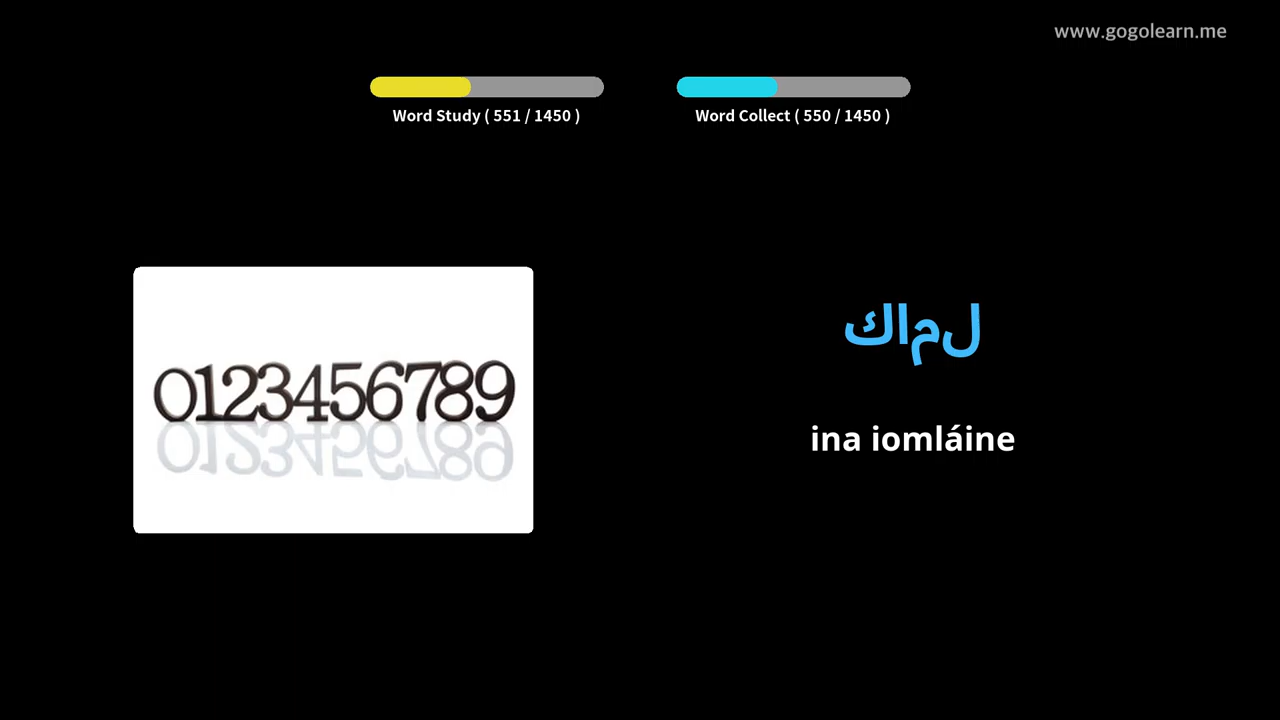 www.gogolearn.me
Word Study ( 551 / 1450 )
Word Collect ( 550 / 1450 )
0123456789
كامل
ina iomláine